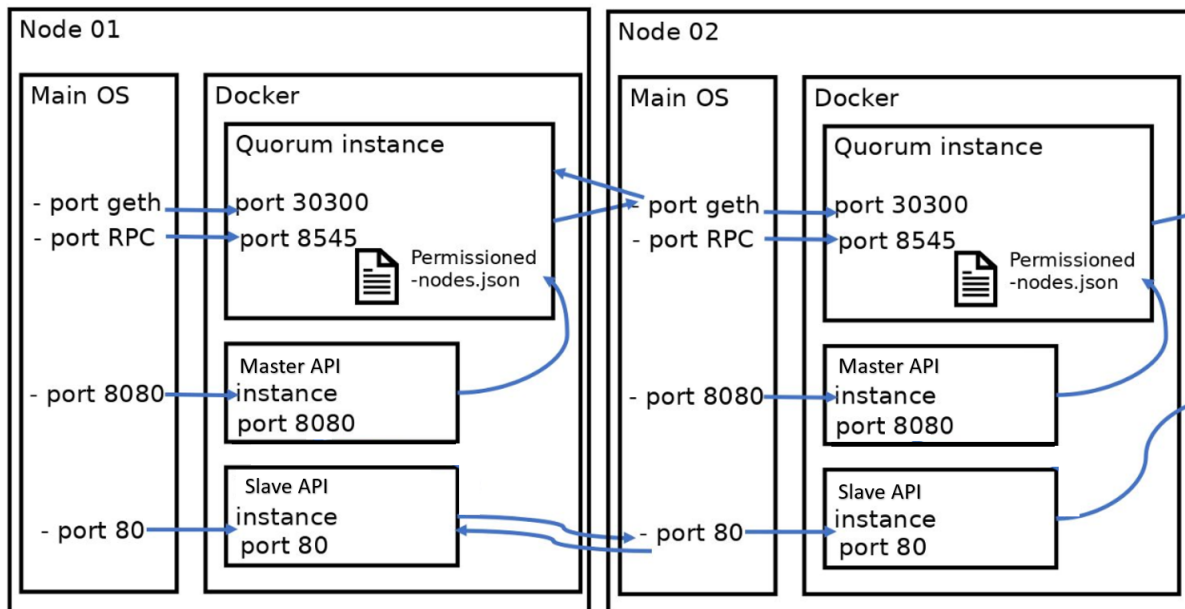 Node 01
Main OS
Docker
Quorum instance
- port geth
port 30300
- port RPC
port 8545
Permissioned
-nodes.json
Master API
- port 8080
instance
port 8080
Slave API
instance
- port 80
port 80
Node 02
Main OS
Docker
Quorum instance
- port geth
port 30300
- port RPC
port 8545
Permissioned
-nodes.json
Master API
- port 8080
instance
port 8080
Slave API
instance
- port 80
port 80